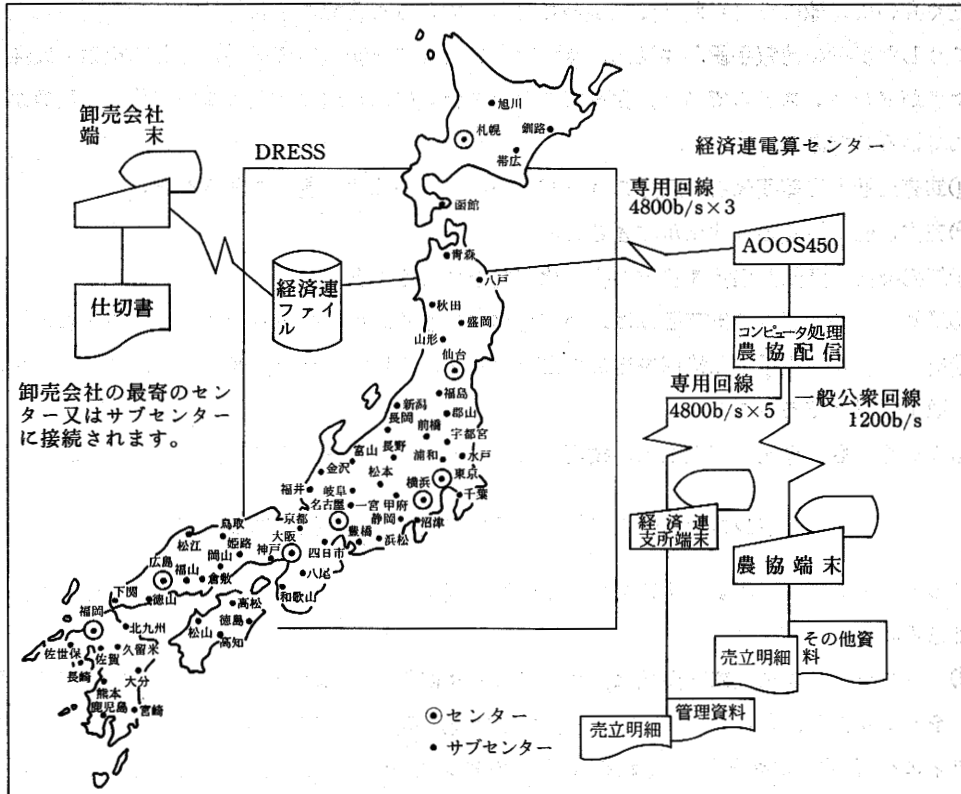 卸売会社
端末
仕切書
卸売会社の最寄のセン
ター又はサブセンター
に接続されます。
DRESS
経済連
ファイ
ル
経済連電算センター
専用回線
4800b/s×3
AOOS450
コンピュータ処理
農協配信
専用回線
4800b/s×5
一般公衆回線
1200b/s
経済連
支所端末
農協端末
売立明細
管理資料
売立明細
その他資
料
旭川
札幌
釧路
帯広
函館
青森
八戸
秋田
盛岡
山形
仙台
福島
新潟
郡山
長岡
前橋
宇都宮
長野
富山
浦和
水戸
金沢
松本
東京
横浜
福井
岐阜
千葉
名古屋
一宮
甲府
静岡
沼津
京都
豊橋
浜松
大阪
四日市
鳥取
松江
姫路
神戸
岡山
八尾
広島
福山
倉敷
和歌山
下関
徳山
高松
福岡
徳島
北九州
松山
高知
佐世保
佐賀
久留米
長崎
大分
熊本
鹿児島
宮崎
◎センター
•サブセンター